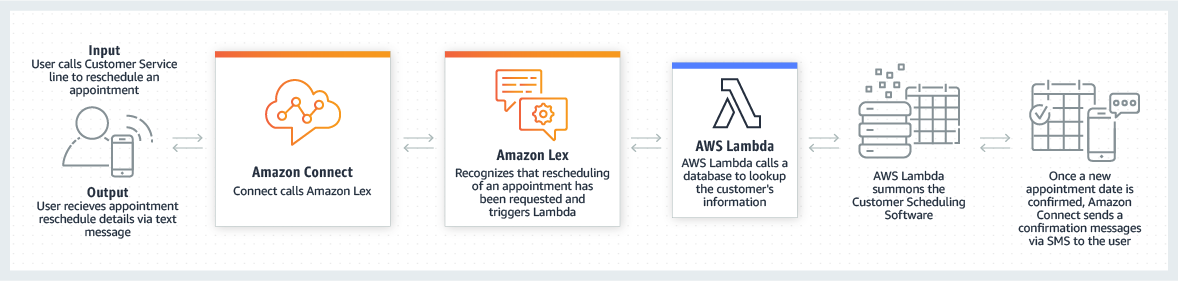 Input
User calls Customer Service
line to reschedule an
appointment
Output
User recieves appointment
reschedule details via text
message
Amazon Connect
Connect calls Amazon Lex
Amazon Lex
Recognizes that rescheduling
of an appointment has
been requested and
triggers Lambda
AWS Lambda
AWS Lambda calls a
database to lookup
the customer's
information
AWS Lambda
summons the
Customer Scheduling
Software
Once a new
appointment date is
confirmed, Amazon
Connect sends a
confirmation messages
via SMS to the user